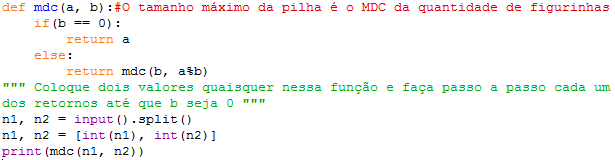 def mdc(a, b):#O tamanho máximo da pilha é o MDC da quantidade de figurinhas
    if(b == 0):
        return a
    else:
        return mdc(b, a%b)
""" Coloque dois valores quaisquer nessa função e faça passo a passo cada um
dos retornos até que b seja 0 """
n1, n2 = input().split()
n1, n2 = [int(n1), int(n2)]
print(mdc(n1, n2))